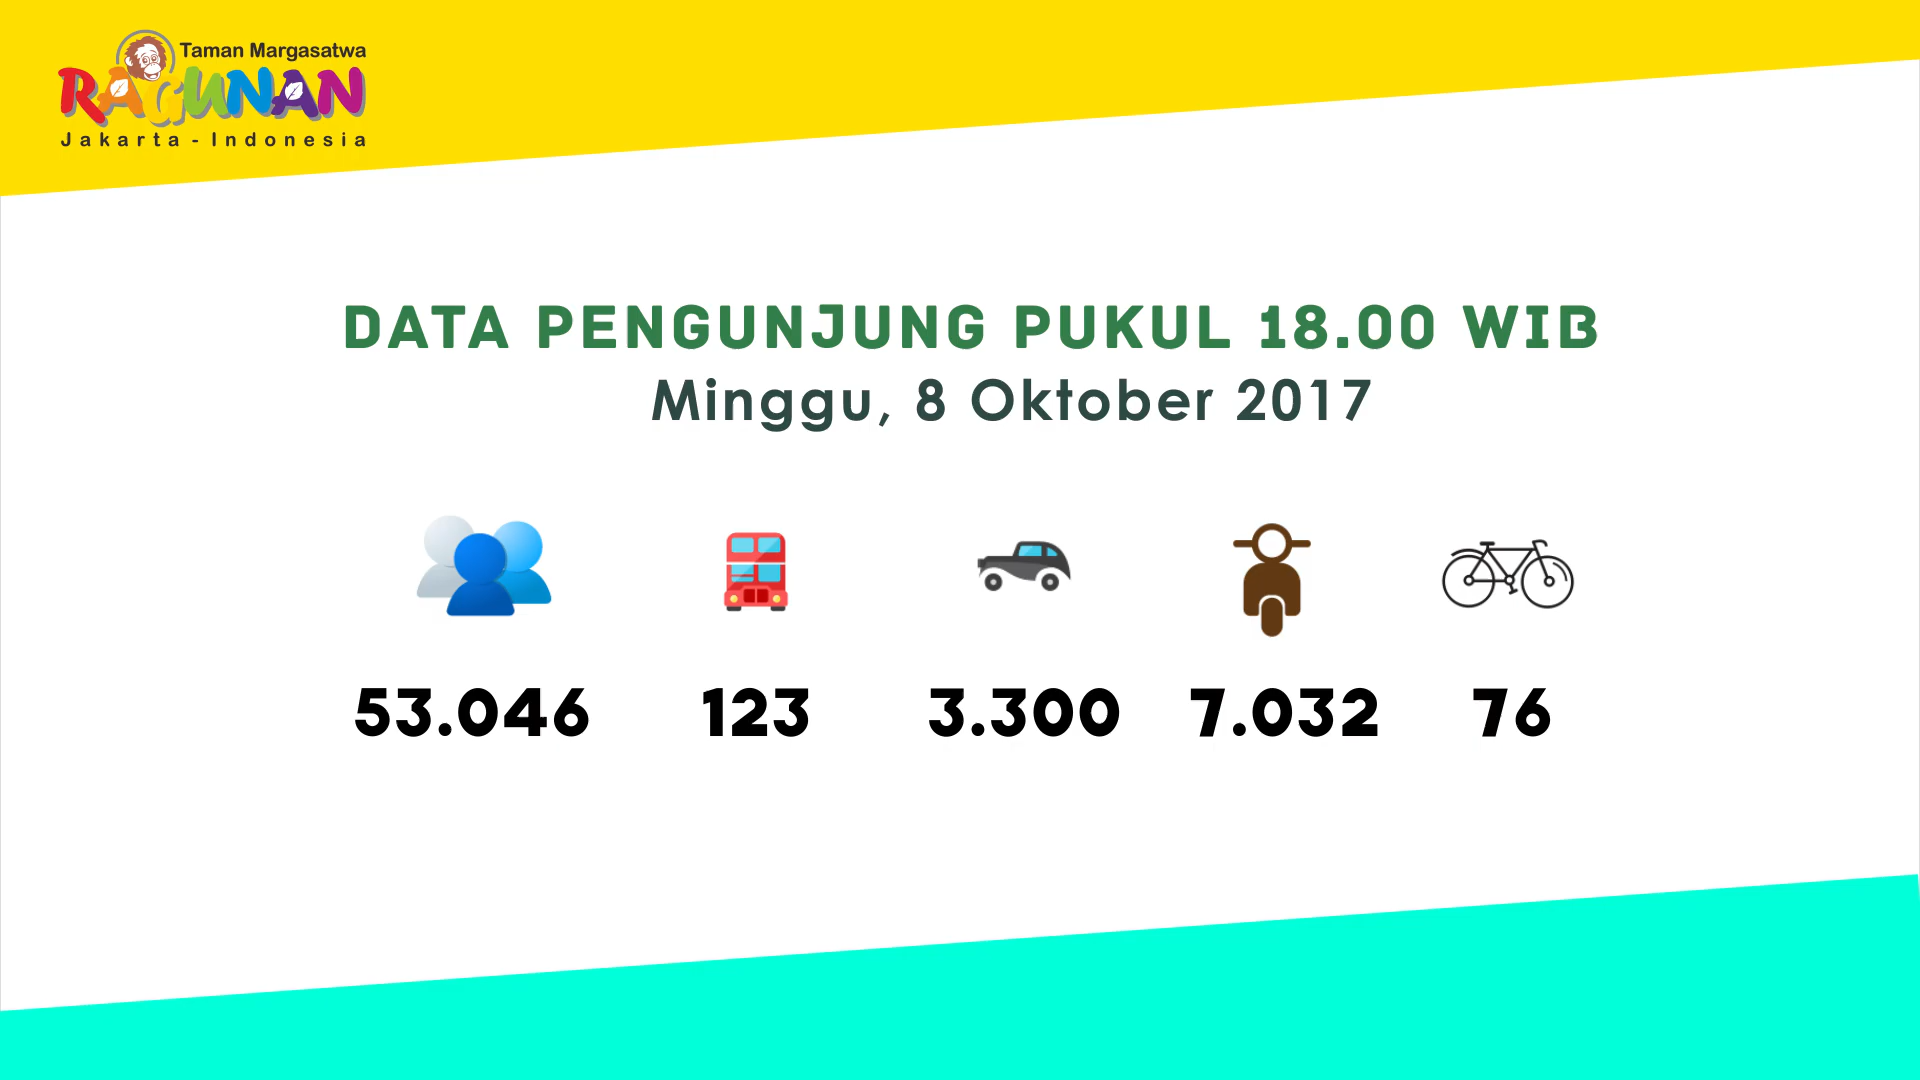 Taman Margasatwa
RAGUNAN
Jakarta - Indonesia
DATA PENGUNJUNG PUKUL 18.00 WIB
Minggu, 8 Oktober 2017
53.046 123 3.300 7.032 76